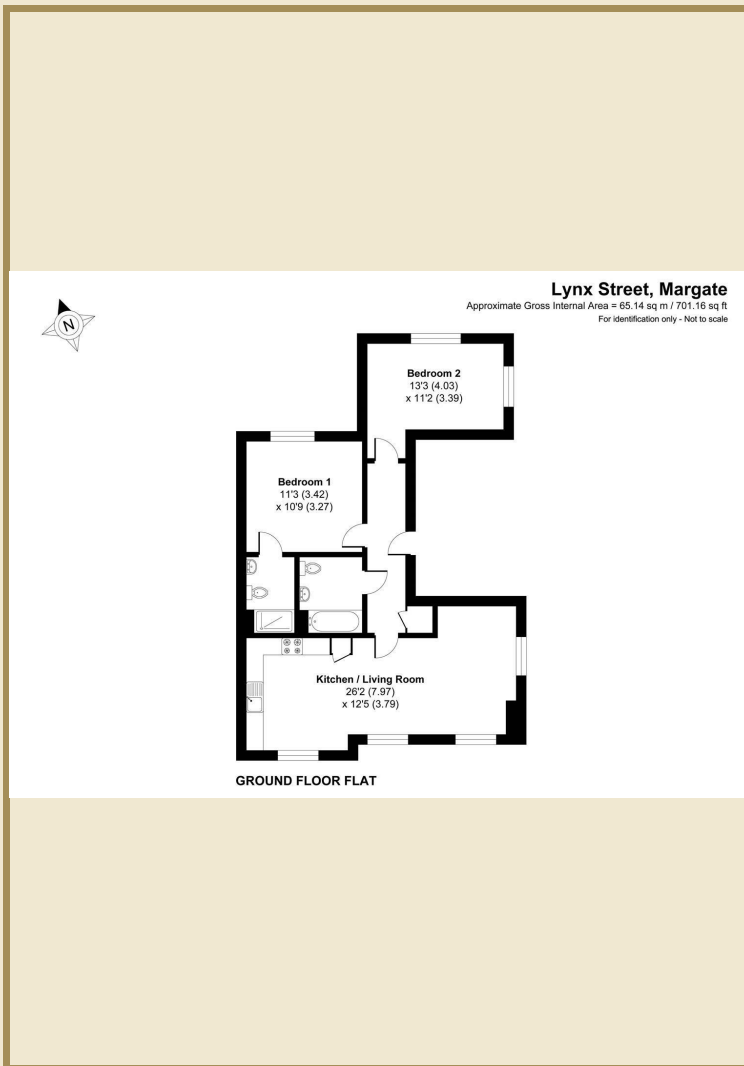 Lynx Street, Margate
Approximate Gross Internal Area = 65.14 sq m / 701.16 sq ft
For identification only - Not to scale
N
Bedroom 2
13'3 (4.03)
x 11'2 (3.39)
Bedroom 1
11'3 (3.42)
x 10'9 (3.27)
Kitchen / Living Room
26'2 (7.97)
x 12'5 (3.79)
GROUND FLOOR FLAT